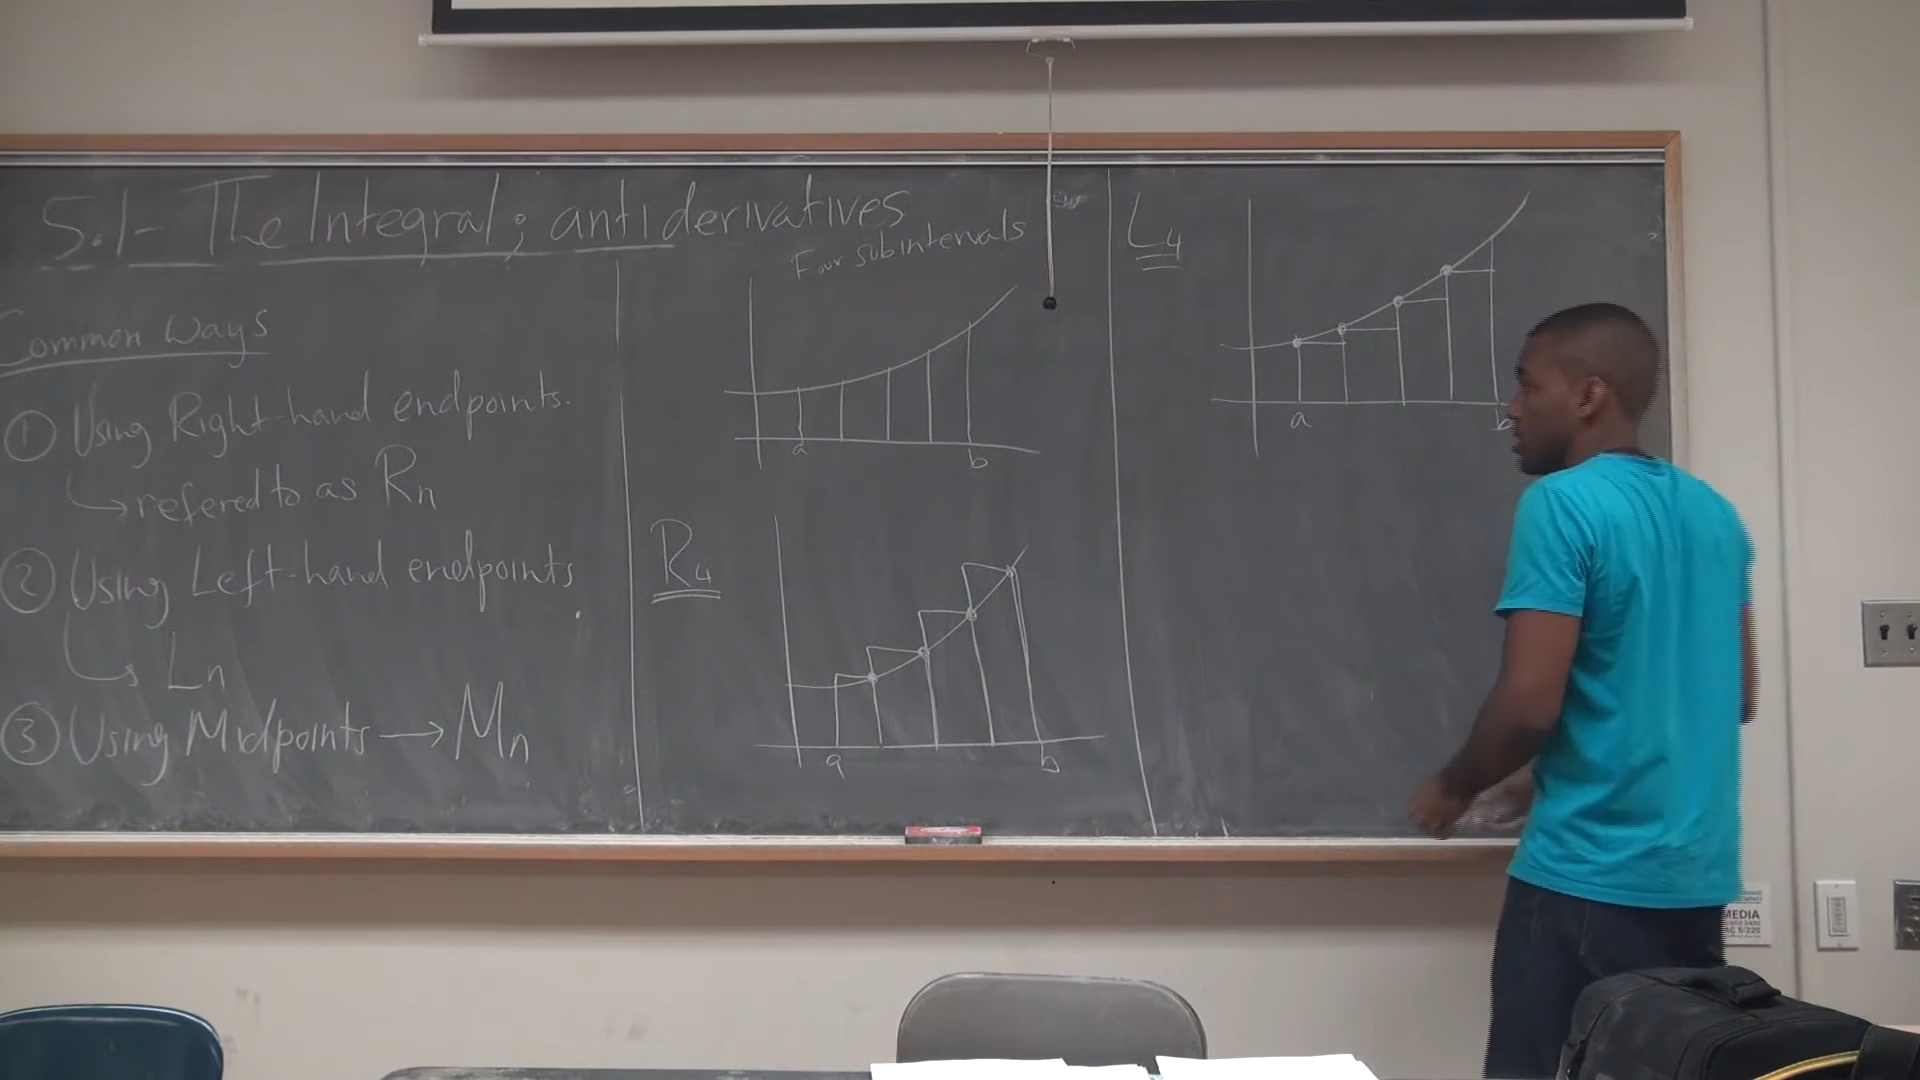 5.1- The Integral; antiderivatives
Common Ways
① Using Right-hand endpoints.
↳ refered to as Rn
② Using Left-hand endpoints
↳ Ln
③ Using Midpoints → Mn
Four subintervals
a b
R4
a b
L4
a b
MEDIA